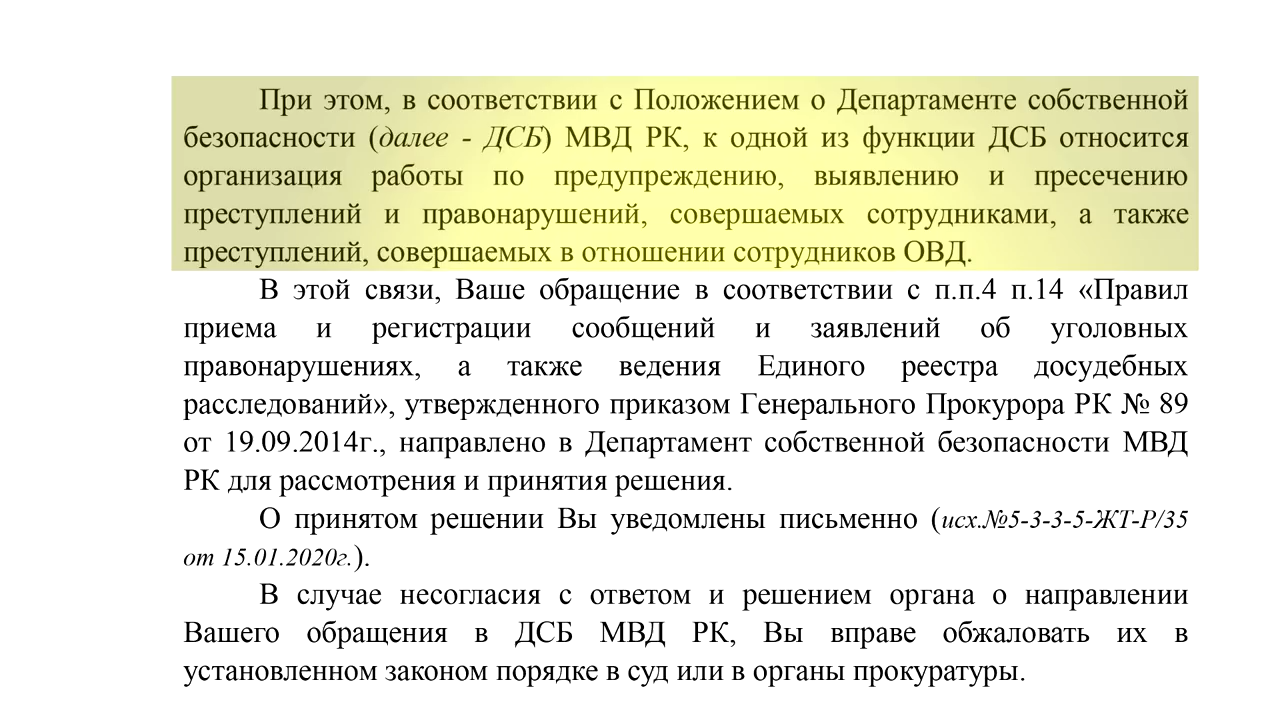 При этом, в соответствии с Положением о Департаменте собственной
безопасности (далее - ДСБ) МВД РК, к одной из функции ДСБ относится
организация работы по предупреждению, выявлению и пресечению
преступлений и правонарушений, совершаемых сотрудниками, а также
преступлений, совершаемых в отношении сотрудников ОВД.
В этой связи, Ваше обращение в соответствии с п.п.4 п.14 «Правил
приема и регистрации сообщений и заявлений об уголовных
правонарушениях, а также ведения Единого реестра досудебных
расследований», утвержденного приказом Генерального Прокурора РК № 89
от 19.09.2014г., направлено в Департамент собственной безопасности МВД
РК для рассмотрения и принятия решения.
О принятом решении Вы уведомлены письменно (исх.№5-3-3-5-ЖТ-Р/35
от 15.01.2020г.).
В случае несогласия с ответом и решением органа о направлении
Вашего обращения в ДСБ МВД РК, Вы вправе обжаловать их в
установленном законом порядке в суд или в органы прокуратуры.